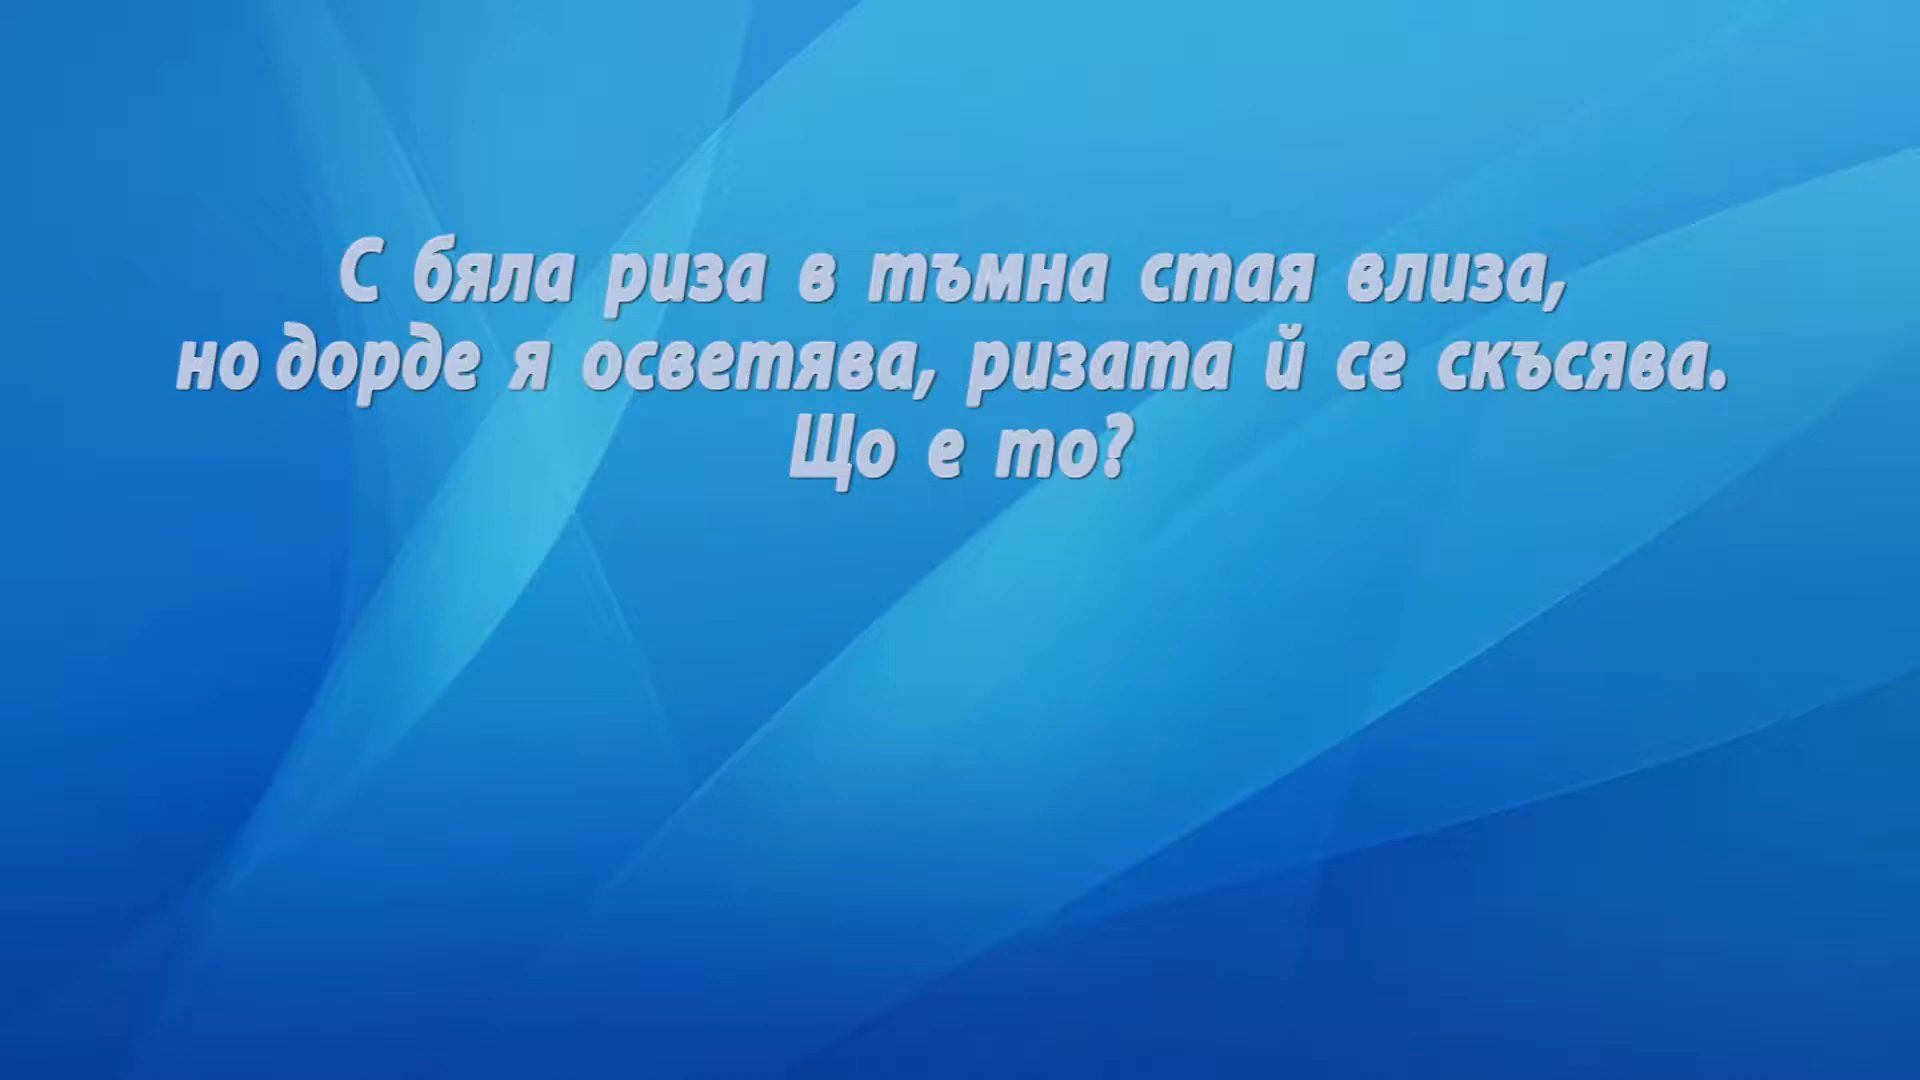 С бяла риза в тъмна стая влиза,
но дорде я осветява, ризата й се скъсява.
Що е то?